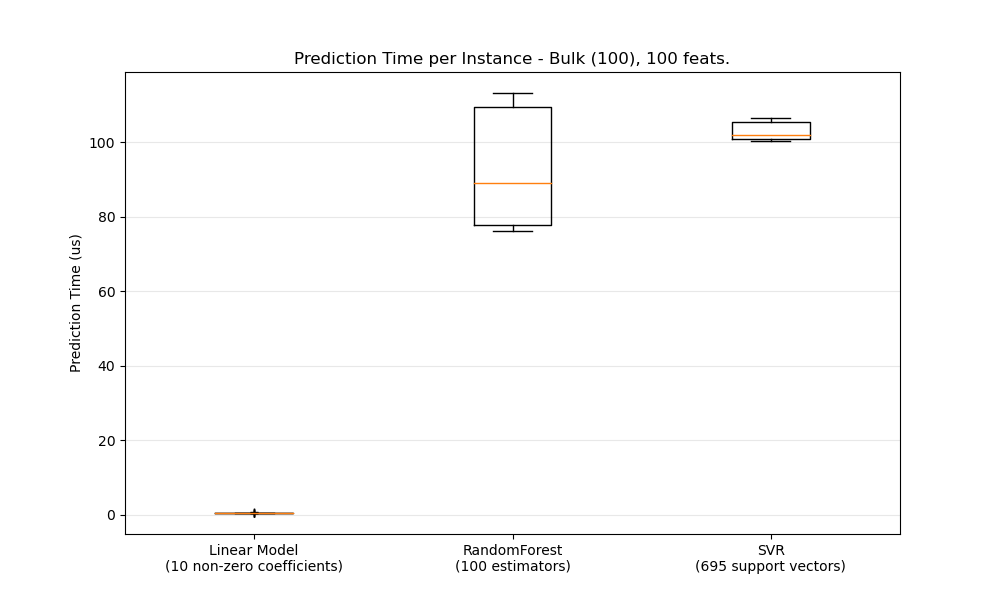 Prediction Time per Instance - Bulk (100), 100 feats.
Prediction Time (us)
100
80
60
40
20
0
Linear Model
(10 non-zero coefficients)
RandomForest
(100 estimators)
SVR
(695 support vectors)